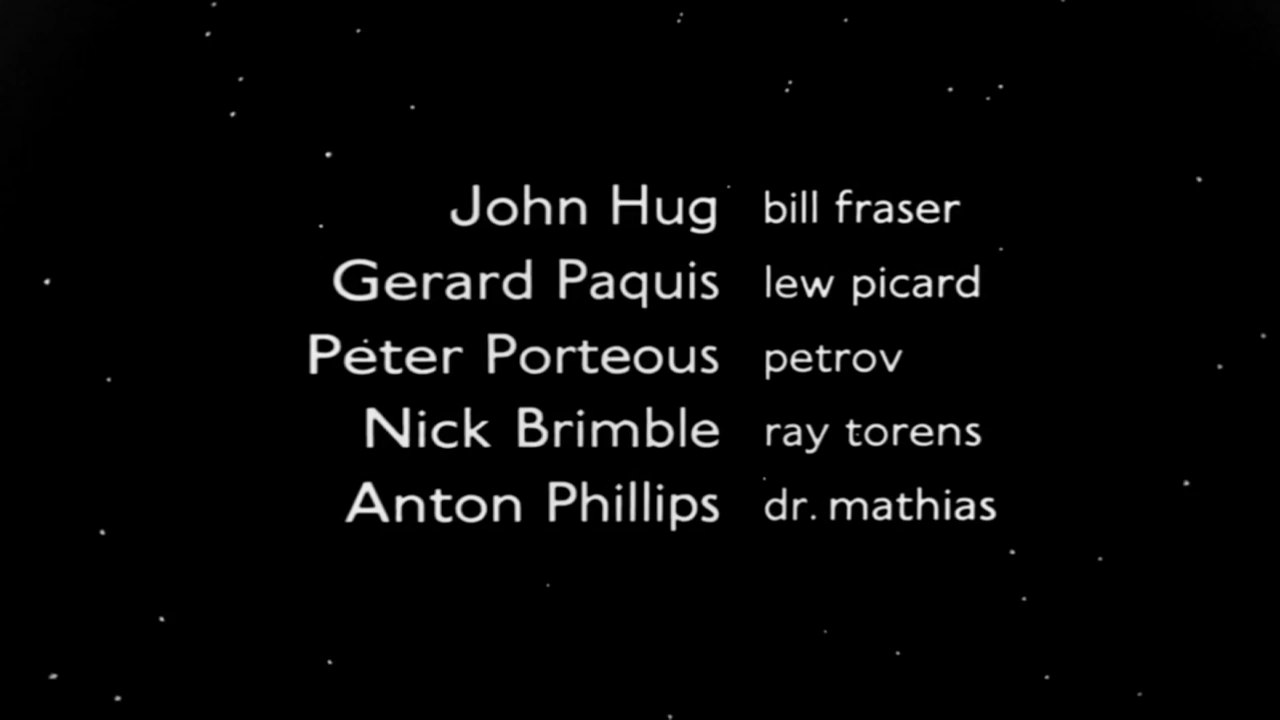 John Hug bill fraser
Gerard Paquis lew picard
Peter Porteous petrov
Nick Brimble ray torens
Anton Phillips dr. mathias